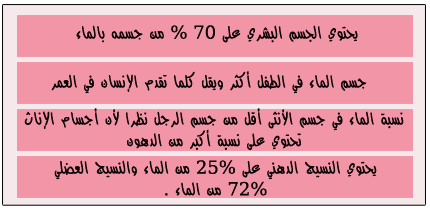 يحتوي الجسم البشري على 70 % من جسمه بالماء
جسم الماء في الطفل أكثر ويقل كلما تقدم الإنسان في العمر
نسبة الماء في جسم الأنثى أقل من جسم الرجل نظرا لأن أجسام الإناث
تحتوي على نسبة أكبر من الدهون
يحتوي النسيج الدهني على 25% من الماء والنسيج العضلي
72% من الماء .